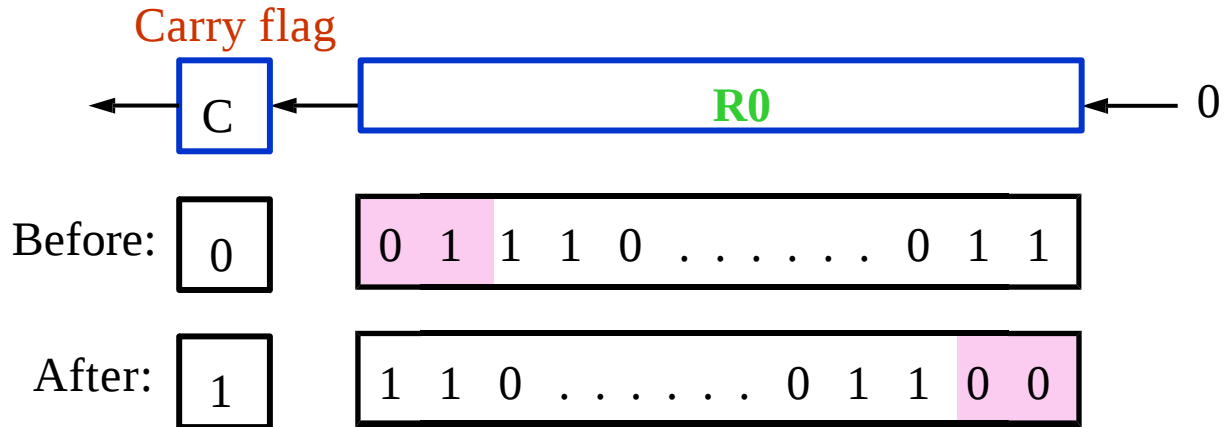 Carry flag
C R0 0
Before: 0 0 1 1 1 0 . . . . . . 0 1 1
After: 1 1 1 0 . . . . . . 0 1 1 0 0